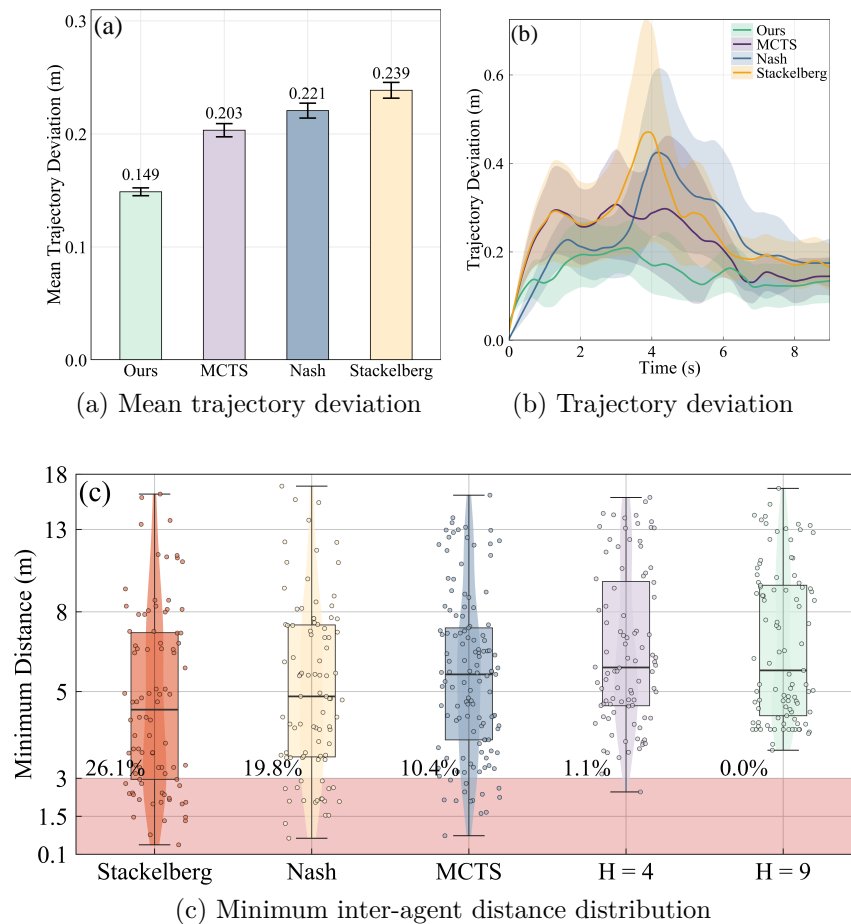 (a)
Mean Trajectory Deviation (m)
0.3
0.2
0.1
0.0
0.149
0.203
0.221
0.239
Ours
MCTS
Nash
Stackelberg
(a) Mean trajectory deviation
(b)
Trajectory Deviation (m)
0.6
0.4
0.2
0.0
Ours
MCTS
Nash
Stackelberg
0
2
4
6
8
Time (s)
(b) Trajectory deviation
(c)
Minimum Distance (m)
18
13
8
5
3
1.5
0.1
26.1%
19.8%
10.4%
1.1%
0.0%
Stackelberg
Nash
MCTS
H = 4
H = 9
(c) Minimum inter-agent distance distribution